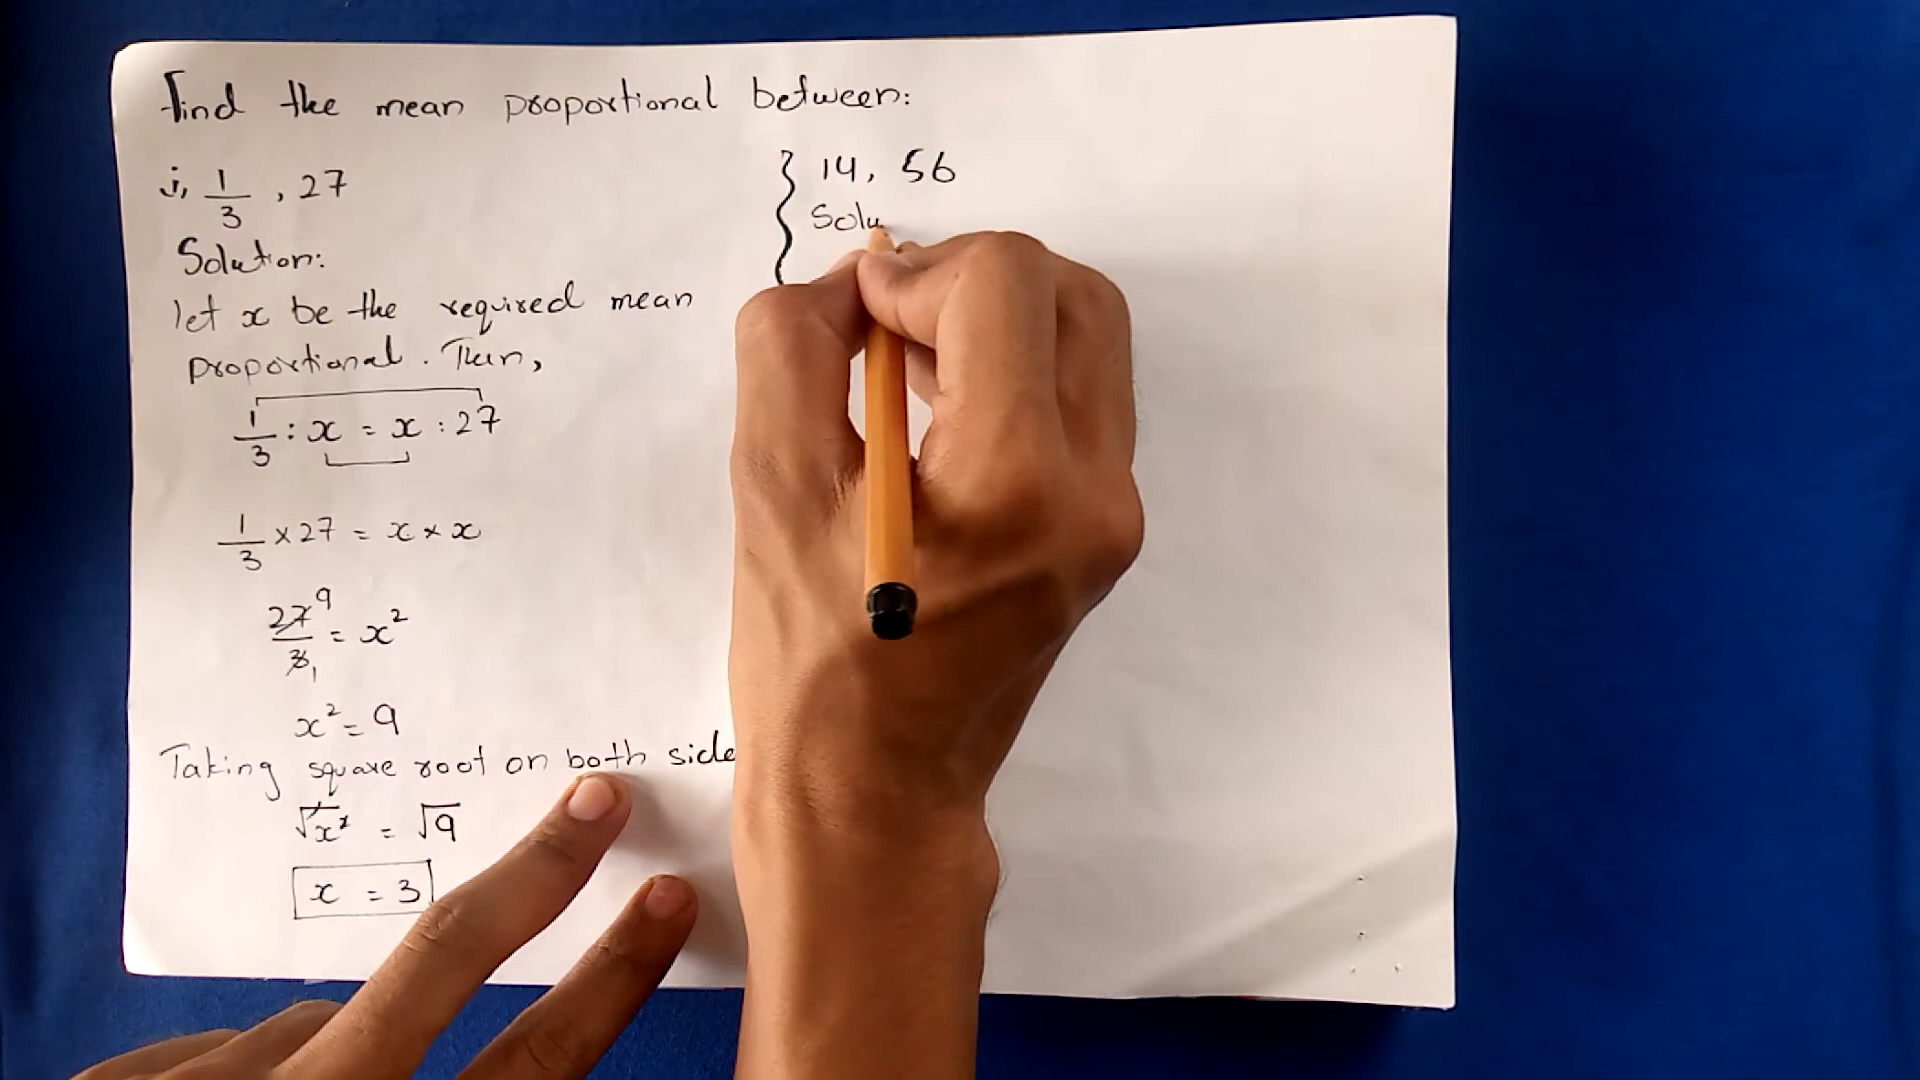 Find the mean proportional between:
i, 1/3 , 27
Solution:
let x be the required mean
proportional. Then,
1/3 : x = x : 27
1/3 × 27 = x × x
27/3 9/1 = x²
x² = 9
Taking square root on both side
√x² = √9
x = 3
14, 56
Solu